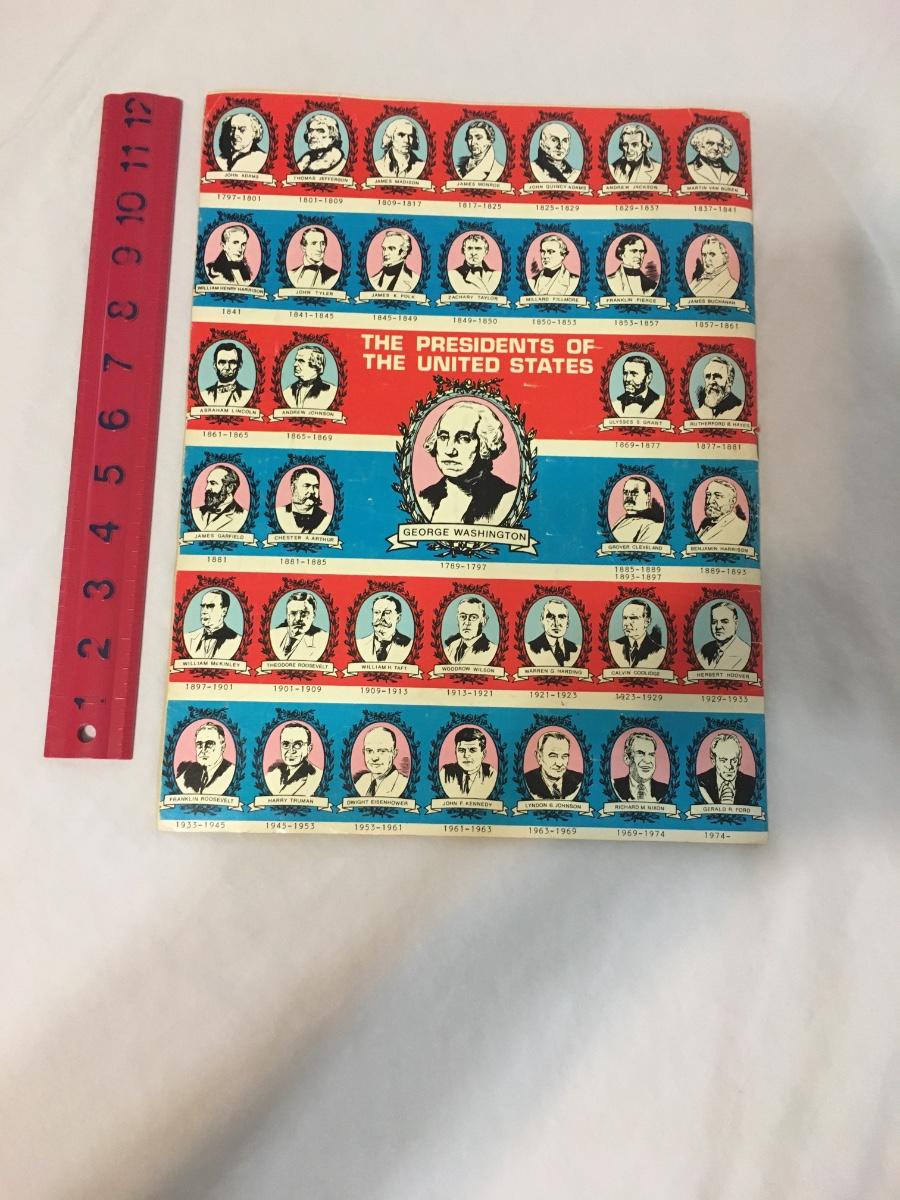 12
11
10
9
8
7
6
5
4
3
2
1
JOHN ADAMS THOMAS JEFFERSON JAMES MADISON JAMES MONROE JOHN QUINCY ADAMS ANDREW JACKSON MARTIN VAN BUREN
1797-1801 1801-1809 1809-1817 1817-1825 1825-1829 1829-1837 1837-1841
WILLIAM HENRY HARRISON JOHN TYLER JAMES K. POLK ZACHARY TAYLOR MILLARD FILLMORE FRANKLIN PIERCE JAMES BUCHANAN
1841 1841-1845 1845-1849 1849-1850 1850-1853 1853-1857 1857-1861
THE PRESIDENTS OF
THE UNITED STATES
ABRAHAM LINCOLN ANDREW JOHNSON ULYSSES S. GRANT RUTHERFORD B. HAYES
1861-1865 1865-1869 1869-1877 1877-1881
JAMES GARFIELD CHESTER A. ARTHUR GEORGE WASHINGTON GROVER CLEVELAND BENJAMIN HARRISON
1881 1881-1885 1789-1797 1885-1889 1889-1893
1893-1897
WILLIAM McKINLEY THEODORE ROOSEVELT WILLIAM H. TAFT WOODROW WILSON WARREN G. HARDING CALVIN COOLIDGE HERBERT HOOVER
1897-1901 1901-1909 1909-1913 1913-1921 1921-1923 1923-1929 1929-1933
FRANKLIN ROOSEVELT HARRY TRUMAN DWIGHT EISENHOWER JOHN F. KENNEDY LYNDON B. JOHNSON RICHARD M. NIXON GERALD R. FORD
1933-1945 1945-1953 1953-1961 1961-1963 1963-1969 1969-1974 1974-